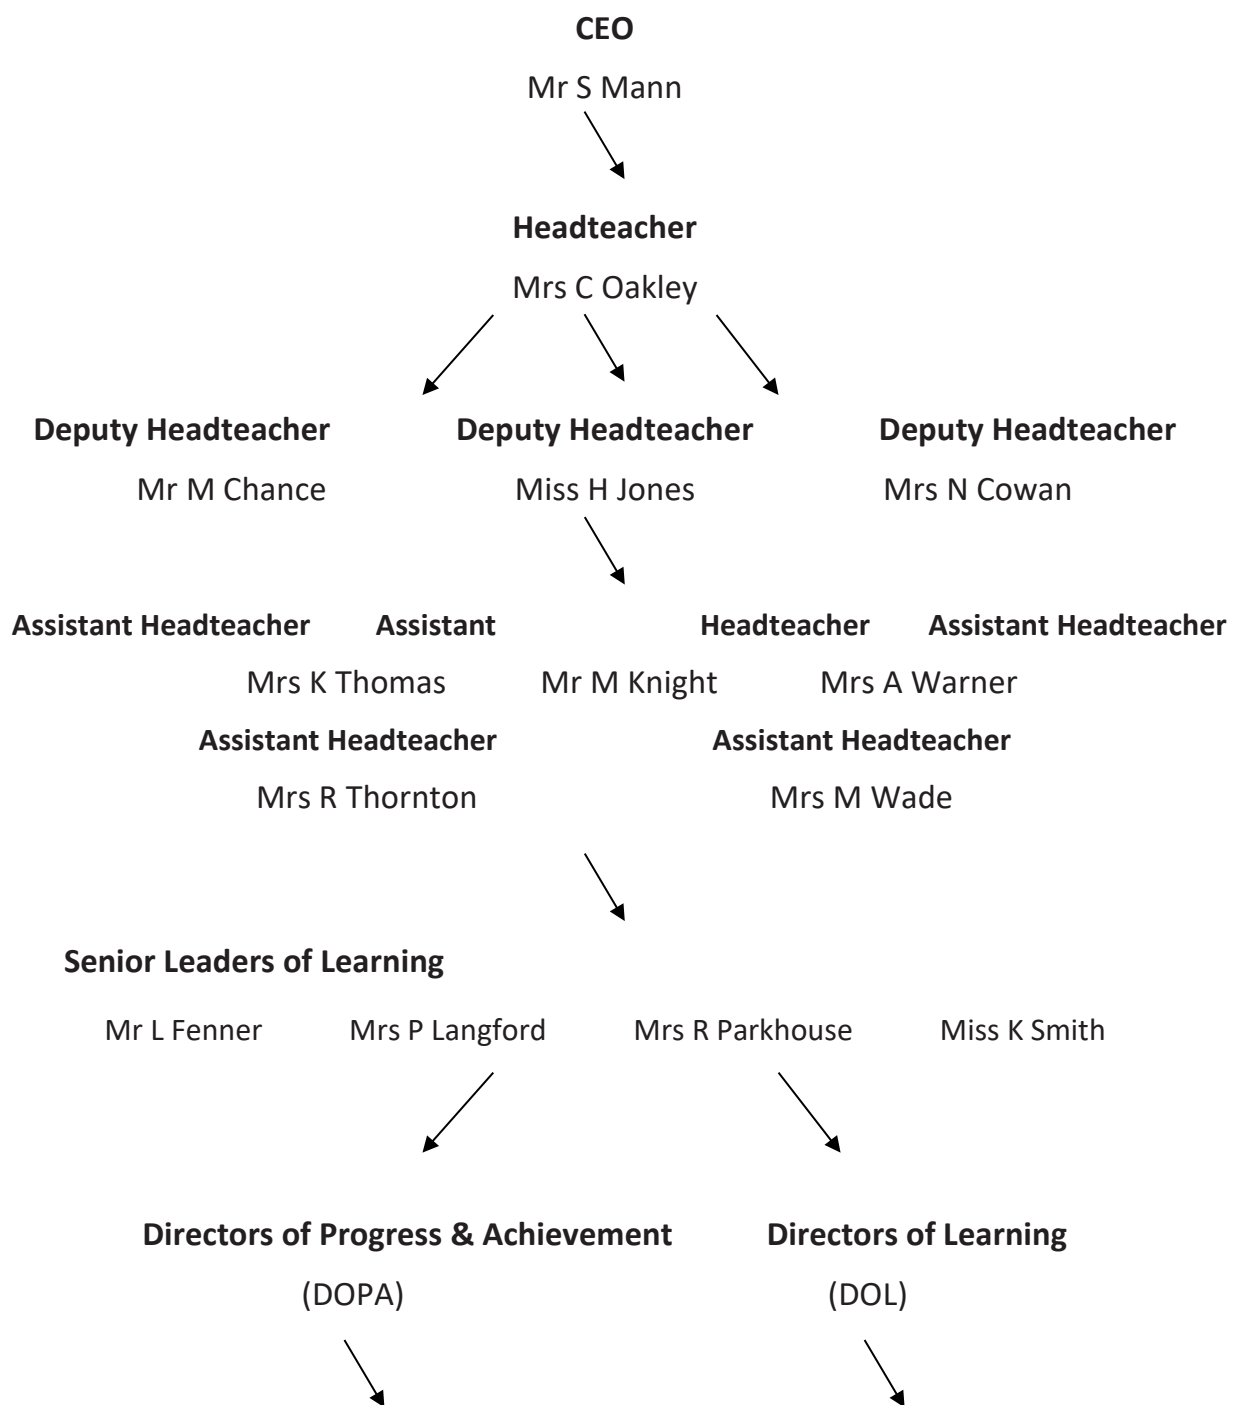 CEO
Mr S Mann
Headteacher
Mrs C Oakley
Deputy Headteacher Deputy Headteacher Deputy Headteacher
Mr M Chance Miss H Jones Mrs N Cowan
Assistant Headteacher Assistant Headteacher Assistant Headteacher
Mrs K Thomas Mr M Knight Mrs A Warner
Assistant Headteacher Assistant Headteacher
Mrs R Thornton Mrs M Wade
Senior Leaders of Learning
Mr L Fenner Mrs P Langford Mrs R Parkhouse Miss K Smith
Directors of Progress & Achievement Directors of Learning
(DOPA) (DOL)